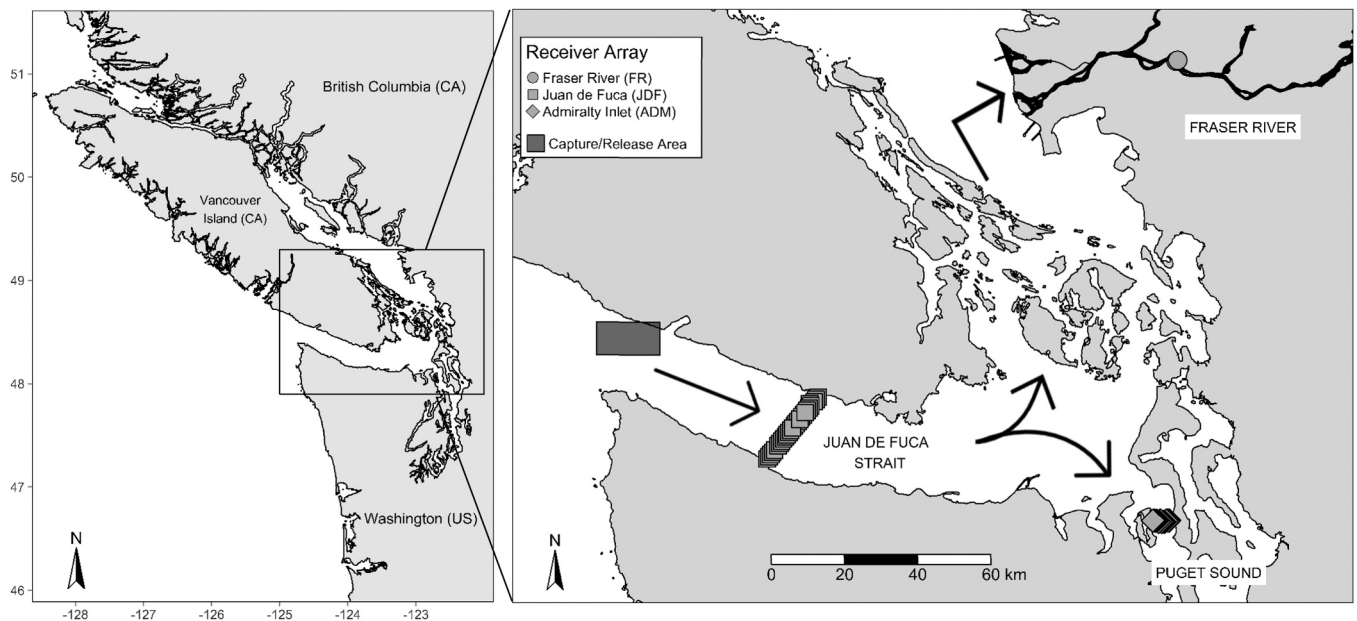 51
50
49
48
47
46
-128
-127
-126
-125
-124
-123
British Columbia (CA)
Vancouver
Island (CA)
Washington (US)
N
Receiver Array
Fraser River (FR)
Juan de Fuca (JDF)
Admiralty Inlet (ADM)
Capture/Release Area
FRASER RIVER
JUAN DE FUCA
STRAIT
PUGET SOUND
N
0
20
40
60 km